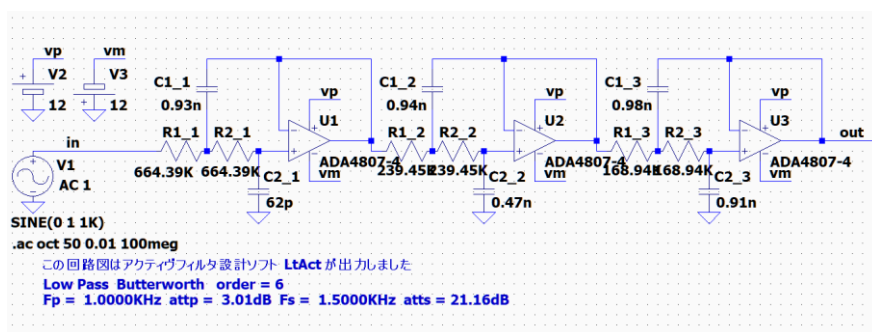 vp vm
V2 V3
12 12
in
V1
AC 1
SINE(0 1 1K)
.ac oct 50 0.01 100meg
C1_1
0.93n
R1_1 R2_1
664.39K 664.39K
C2_1
62p
vp
U1
ADA4807-4
vm
C1_2
0.94n
R1_2 R2_2
239.45K 239.45K
C2_2
0.47n
vp
U2
ADA4807-4
vm
C1_3
0.98n
R1_3 R2_3
168.94K 168.94K
C2_3
0.91n
vp
U3
ADA4807-4
vm
out
この回路図はアクティヴフィルタ設計ソフト LtAct が出力しました
Low Pass Butterworth order = 6
Fp = 1.0000KHz attp = 3.01dB Fs = 1.5000KHz atts = 21.16dB